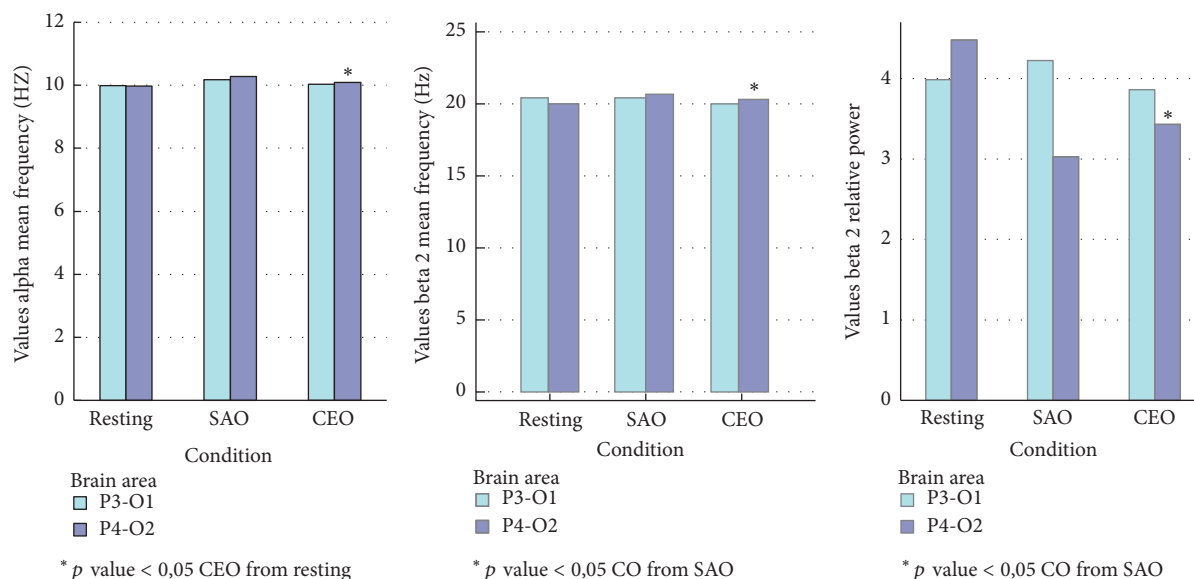 Values alpha mean frequency (HZ)
12
10
8
6
4
2
0
*
Resting SAO CEO
Condition
Brain area
P3-O1
P4-O2
* p value < 0,05 CEO from resting
Values beta 2 mean frequency (Hz)
25
20
15
10
5
0
*
Resting SAO CEO
Condition
Brain area
P3-O1
P4-O2
* p value < 0,05 CO from SAO
Values beta 2 relative power
4
3
2
1
0
*
Resting SAO CEO
Condition
Brain area
P3-O1
P4-O2
* p value < 0,05 CO from SAO